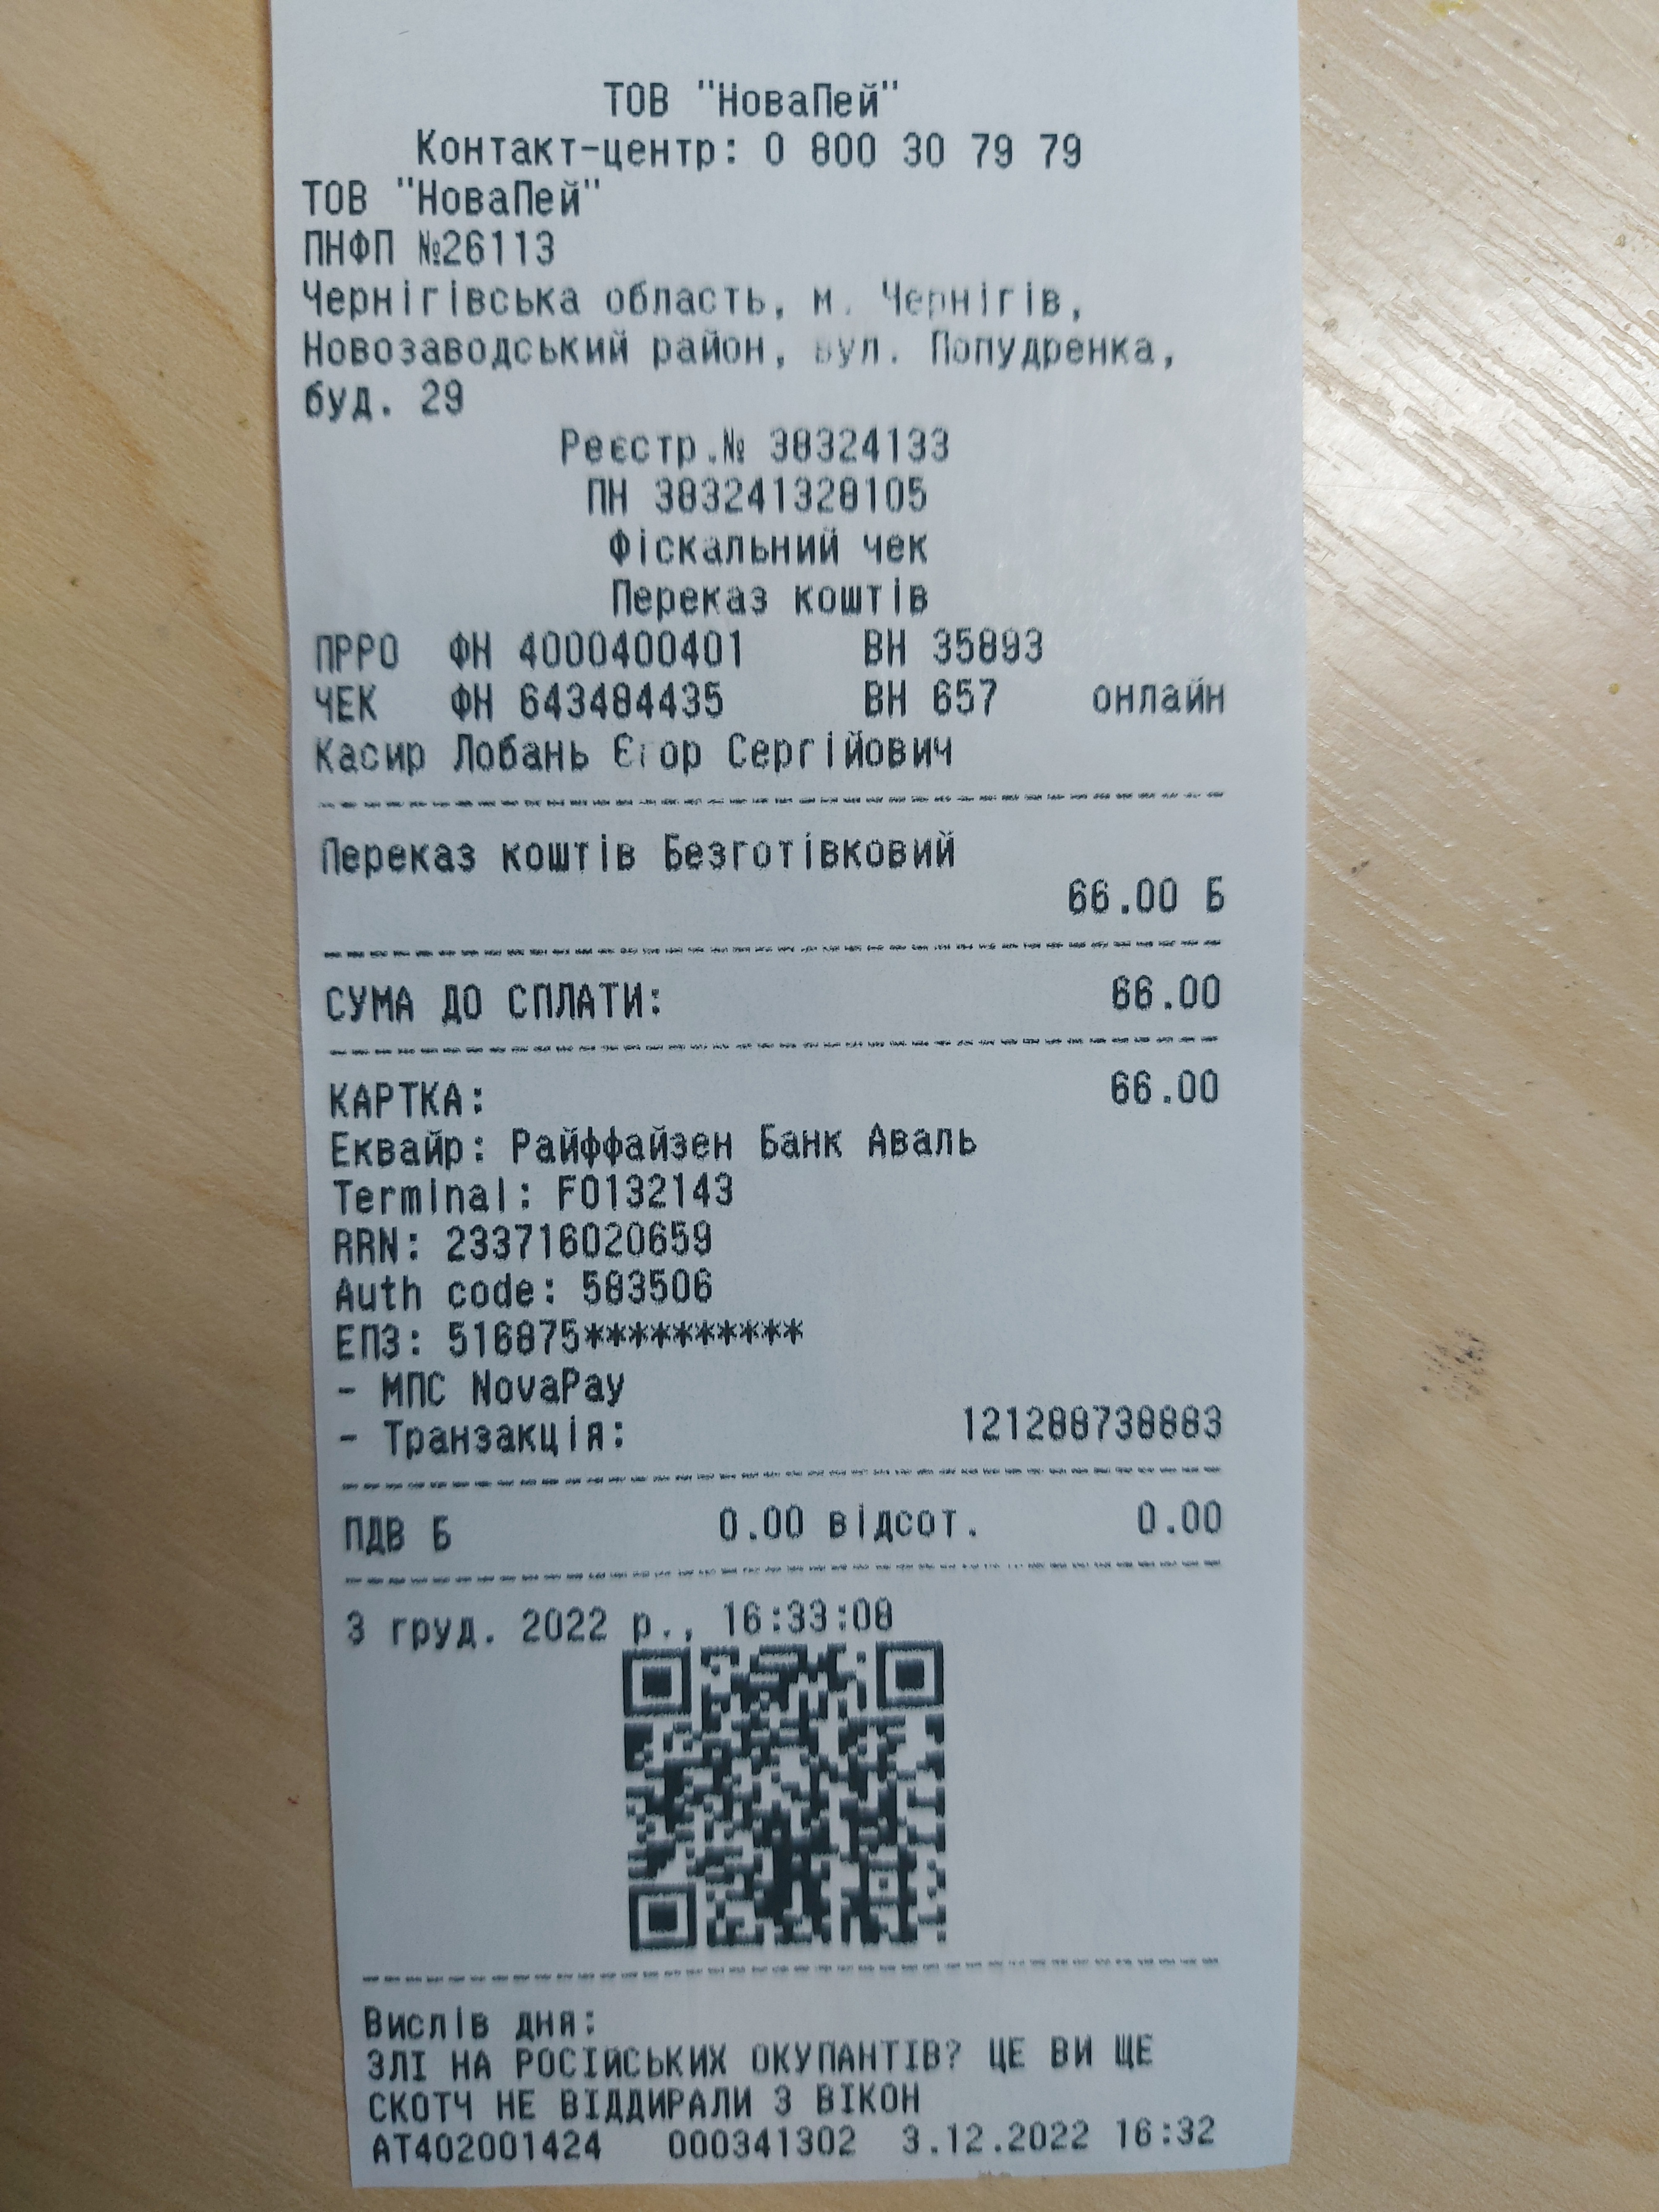 ТОВ "НоваПей"
Контакт-центр: 0 800 30 79 79
ТОВ "НоваПей"
ПНФП №26113
Чернігівська область, м. Чернігів,
Новозаводський район, вул. Попудренка,
буд. 29
Реєстр.№ 38324133
ПН 383241328105
Фіскальний чек
Переказ коштів
ПРРО ФН 4000400401 ВН 35893
ЧЕК ФН 643484435 ВН 657 онлайн
Касир Лобань Єгор Сергійович
Переказ коштів Безготівковий
66.00 Б
СУМА ДО СПЛАТИ: 66.00
КАРТКА: 66.00
Еквайр: Райффайзен Банк Аваль
Terminal: F0132143
RRN: 233716020659
Auth code: 583506
ЕПЗ: 516875**********
- МПС NovaPay
- Транзакція: 121288738883
ПДВ Б 0.00 відсот. 0.00
3 груд. 2022 р., 16:33:08
Вислів дня:
ЗЛІ НА РОСІЙСЬКИХ ОКУПАНТІВ? ЦЕ ВИ ЩЕ
СКОТЧ НЕ ВІДДИРАЛИ З ВІКОН
АТ402001424 000341302 3.12.2022 16:32